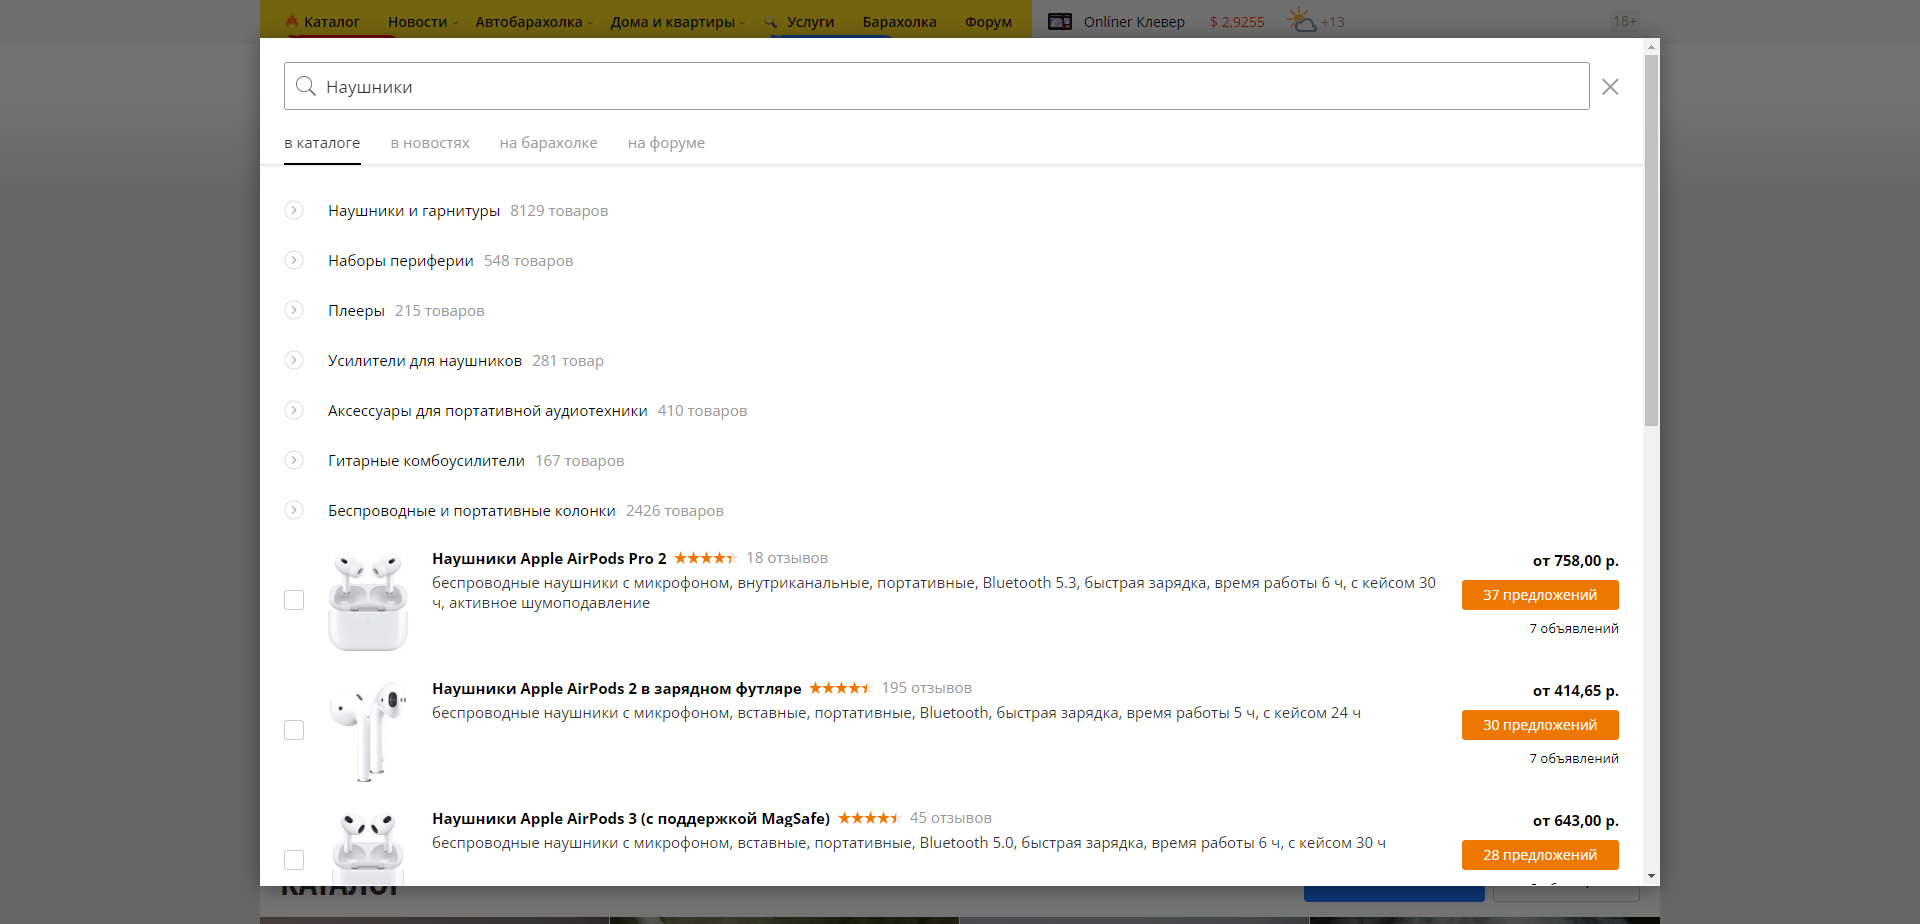 Каталог Новости Автобарахолка Дома и квартиры Услуги Барахолка Форум Onlíner Клевер $ 2,9255 +13 18+
Наушники
в каталоге в новостях на барахолке на форуме
Наушники и гарнитуры 8129 товаров
Наборы периферии 548 товаров
Плееры 215 товаров
Усилители для наушников 281 товар
Аксессуары для портативной аудиотехники 410 товаров
Гитарные комбоусилители 167 товаров
Беспроводные и портативные колонки 2426 товаров
Наушники Apple AirPods Pro 2 18 отзывов
беспроводные наушники с микрофоном, внутриканальные, портативные, Bluetooth 5.3, быстрая зарядка, время работы 6 ч, с кейсом 30
ч, активное шумоподавление
от 758,00 р.
37 предложений
7 объявлений
Наушники Apple AirPods 2 в зарядном футляре 195 отзывов
беспроводные наушники с микрофоном, вставные, портативные, Bluetooth, быстрая зарядка, время работы 5 ч, с кейсом 24 ч
от 414,65 р.
30 предложений
7 объявлений
Наушники Apple AirPods 3 (с поддержкой MagSafe) 45 отзывов
беспроводные наушники с микрофоном, вставные, портативные, Bluetooth 5.0, быстрая зарядка, время работы 6 ч, с кейсом 30 ч
от 643,00 р.
28 предложений
КАТАЛОГ